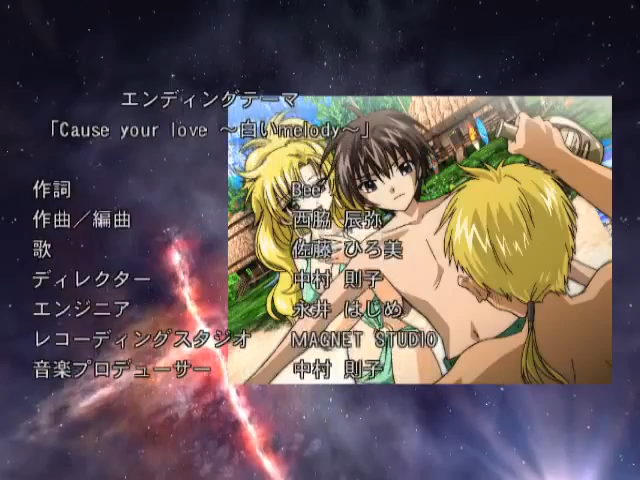 エンディングテーマ
「Cause your love ～白いmelody～」
作詞 Bee'
作曲／編曲 西脇 辰弥
歌 佐藤 ひろ美
ディレクター 中村 則子
エンジニア 永井 はじめ
レコーディングスタジオ MAGNET STUDIO
音楽プロデューサー 中村 則子